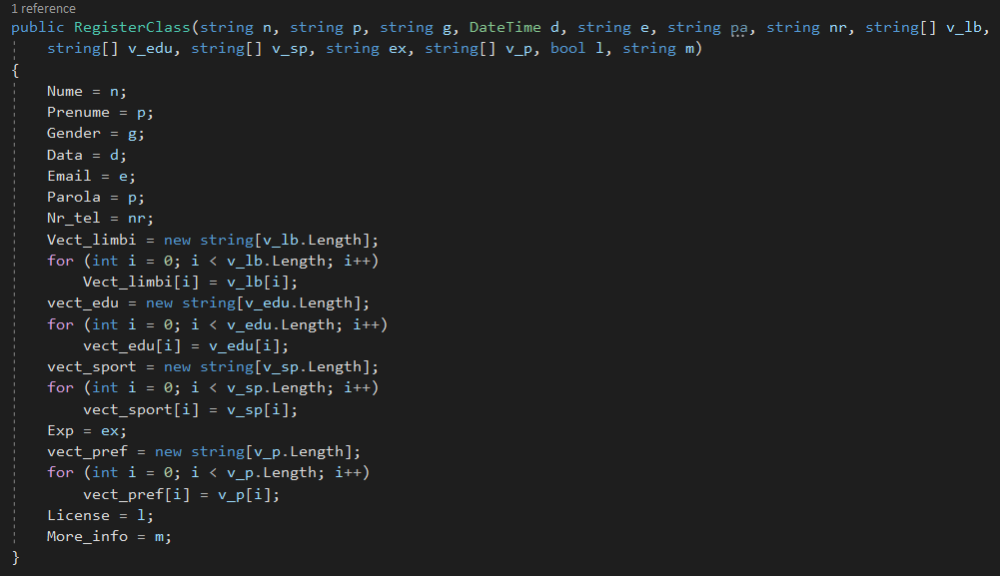 1 reference
public RegisterClass(string n, string p, string g, DateTime d, string e, string pa, string nr, string[] v_lb,
string[] v_edu, string[] v_sp, string ex, string[] v_p, bool l, string m)
{
Nume = n;
Prenume = p;
Gender = g;
Data = d;
Email = e;
Parola = p;
Nr_tel = nr;
Vect_limbi = new string[v_lb.Length];
for (int i = 0; i < v_lb.Length; i++)
Vect_limbi[i] = v_lb[i];
vect_edu = new string[v_edu.Length];
for (int i = 0; i < v_edu.Length; i++)
vect_edu[i] = v_edu[i];
vect_sport = new string[v_sp.Length];
for (int i = 0; i < v_sp.Length; i++)
vect_sport[i] = v_sp[i];
Exp = ex;
vect_pref = new string[v_p.Length];
for (int i = 0; i < v_p.Length; i++)
vect_pref[i] = v_p[i];
License = l;
More_info = m;
}